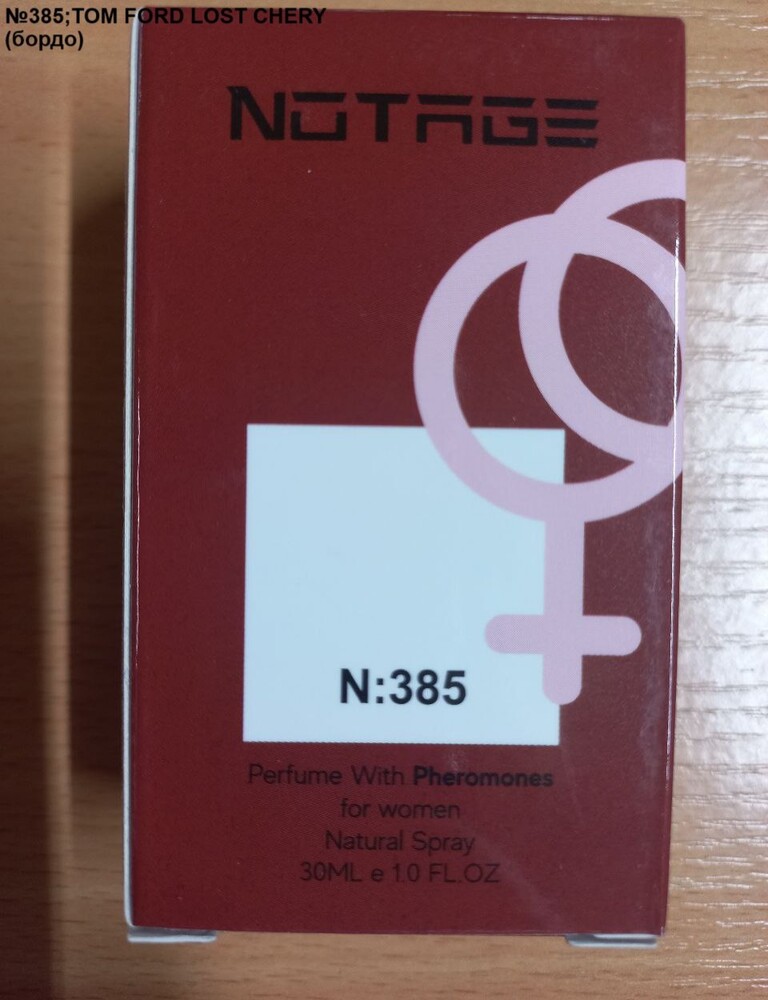 №385;TOM FORD LOST CHERY
(бордо)
NOTAGE
N:385
Perfume With Pheromones
for women
Natural Spray
30ML e 1.0 FL.OZ